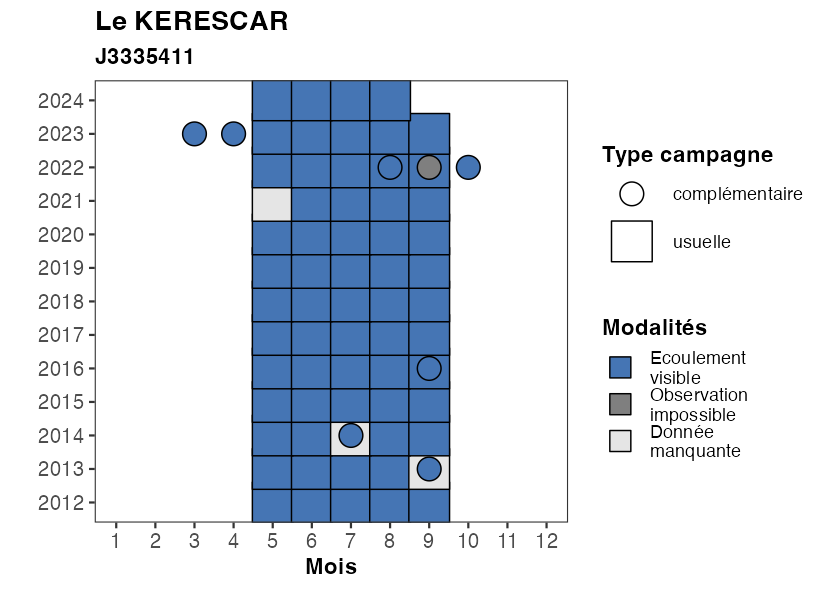 Le KERESCAR
J3335411
2024
2023
2022
2021
2020
2019
2018
2017
2016
2015
2014
2013
2012
1 2 3 4 5 6 7 8 9 10 11 12
Mois
Type campagne
complémentaire
usuelle
Modalités
Ecoulement
visible
Observation
impossible
Donnée
manquante